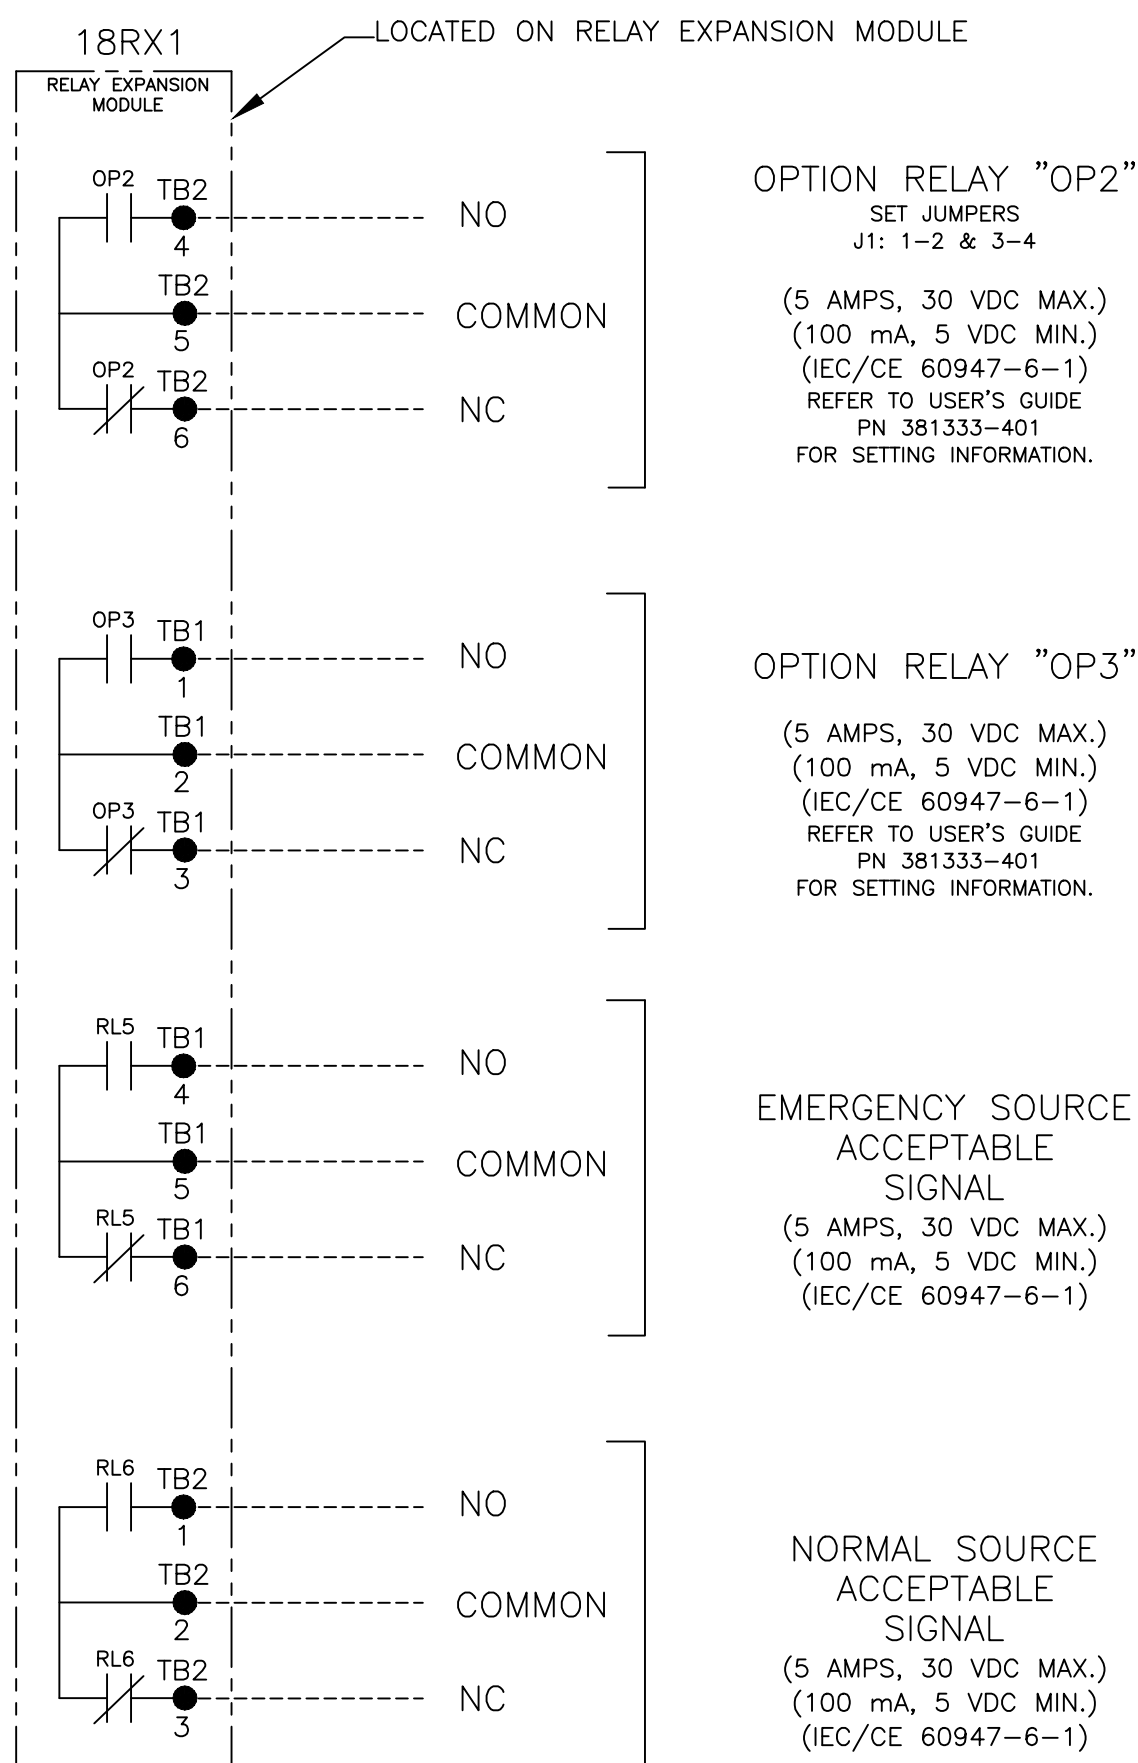 18RX1
LOCATED ON RELAY EXPANSION MODULE
RELAY EXPANSION
MODULE
OP2 TB2
4
NO
TB2
5
COMMON
OP2 TB2
6
NC
OPTION RELAY "OP2"
SET JUMPERS
J1: 1-2 & 3-4
(5 AMPS, 30 VDC MAX.)
(100 mA, 5 VDC MIN.)
(IEC/CE 60947-6-1)
REFER TO USER'S GUIDE
PN 381333-401
FOR SETTING INFORMATION.
OP3 TB1
1
NO
TB1
2
COMMON
OP3 TB1
3
NC
OPTION RELAY "OP3"
(5 AMPS, 30 VDC MAX.)
(100 mA, 5 VDC MIN.)
(IEC/CE 60947-6-1)
REFER TO USER'S GUIDE
PN 381333-401
FOR SETTING INFORMATION.
RL5 TB1
4
NO
TB1
5
COMMON
RL5 TB1
6
NC
EMERGENCY SOURCE
ACCEPTABLE
SIGNAL
(5 AMPS, 30 VDC MAX.)
(100 mA, 5 VDC MIN.)
(IEC/CE 60947-6-1)
RL6 TB2
1
NO
TB2
2
COMMON
RL6 TB2
3
NC
NORMAL SOURCE
ACCEPTABLE
SIGNAL
(5 AMPS, 30 VDC MAX.)
(100 mA, 5 VDC MIN.)
(IEC/CE 60947-6-1)